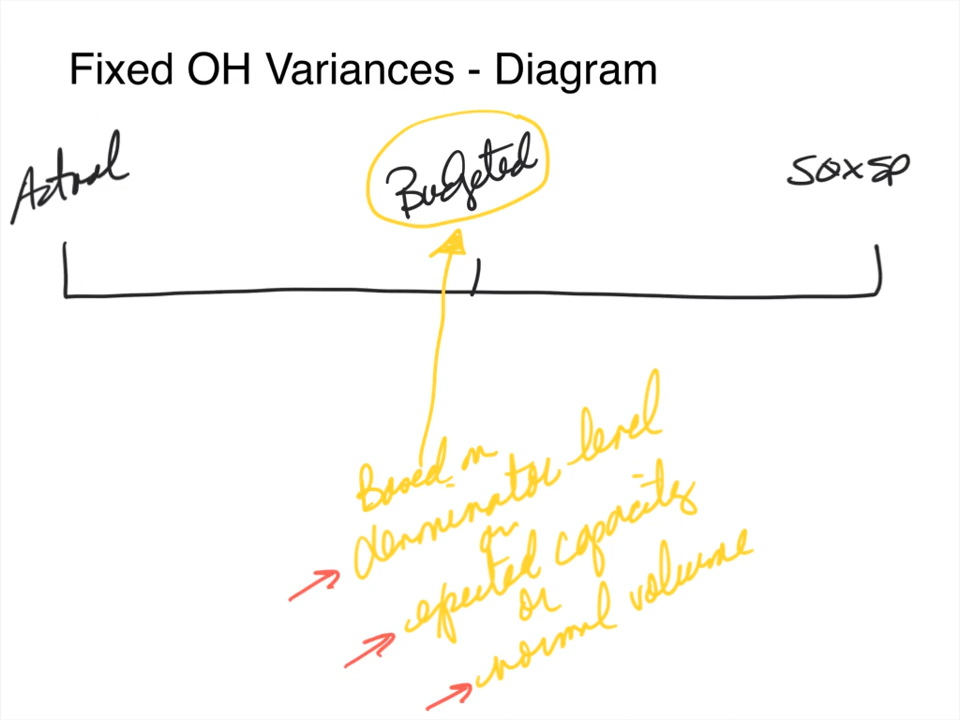 Fixed OH Variances - Diagram
Actual
Budgeted
SQxSP
Based on
denominator level
or
expected capacity
or
normal volume